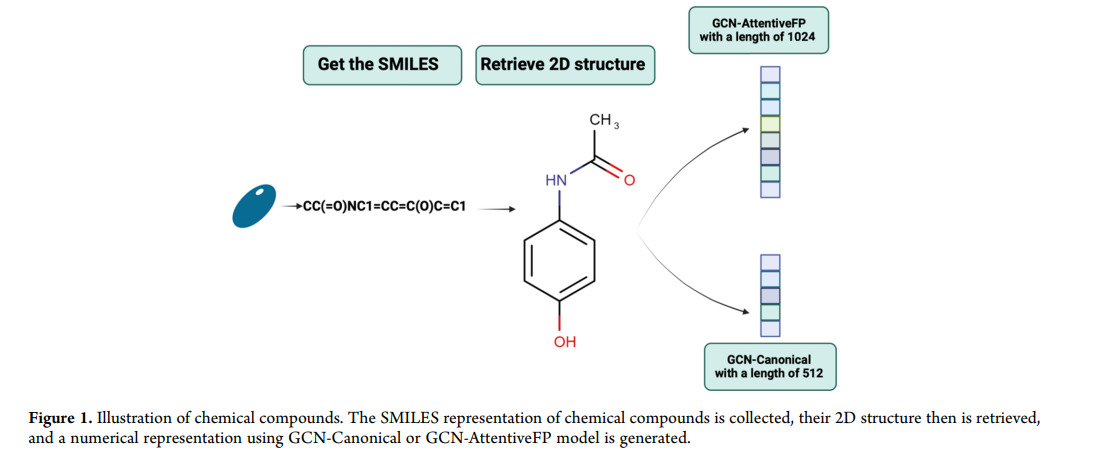 GCN-AttentiveFP
with a length of 1024
Get the SMILES
Retrieve 2D structure
CH3
HN
O
CC(=O)NC1=CC=C(O)C=C1
OH
GCN-Canonical
with a length of 512
Figure 1. Illustration of chemical compounds. The SMILES representation of chemical compounds is collected, their 2D structure then is retrieved,
and a numerical representation using GCN-Canonical or GCN-AttentiveFP model is generated.